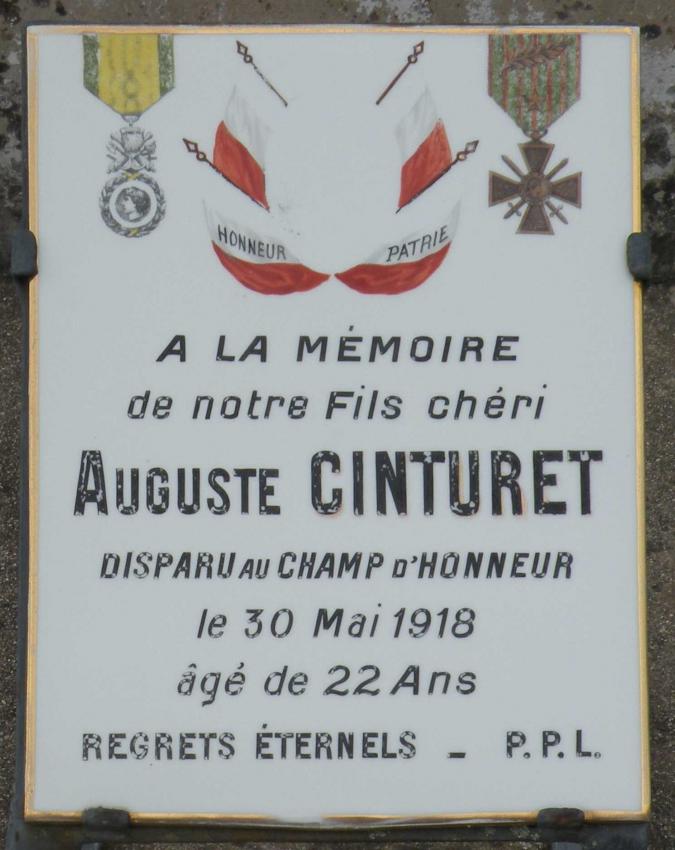 HONNEUR PATRIE
A LA MÉMOIRE
de notre Fils chéri
AUGUSTE CINTURET
DISPARU AU CHAMP D'HONNEUR
le 30 Mai 1918
âgé de 22 Ans
REGRETS ÉTERNELS _ P. P. L.